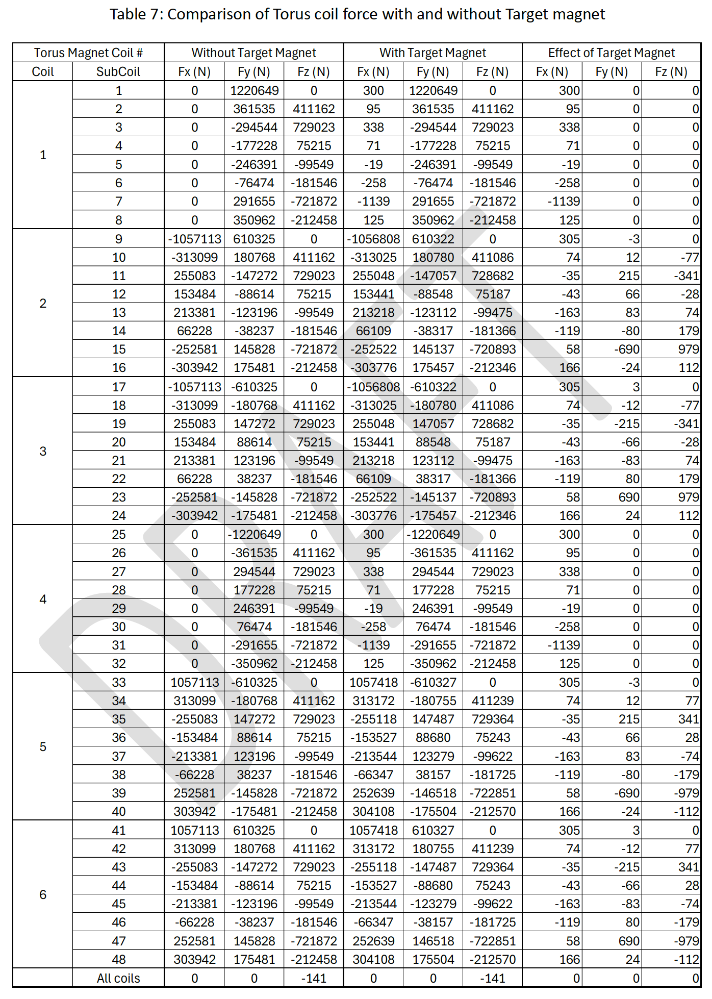 Table 7: Comparison of Torus coil force with and without Target magnet
Torus Magnet Coil # Without Target Magnet With Target Magnet Effect of Target Magnet
Coil SubCoil Fx (N) Fy (N) Fz (N) Fx (N) Fy (N) Fz (N) Fx (N) Fy (N) Fz (N)
1 0 1220649 0 300 1220649 0 300 0 0
2 0 361535 411162 95 361535 411162 95 0 0
3 0 -294544 729023 338 -294544 729023 338 0 0
4 0 -177228 75215 71 -177228 75215 71 0 0
1
5 0 -246391 -99549 -19 -246391 -99549 -19 0 0
6 0 -76474 -181546 -258 -76474 -181546 -258 0 0
7 0 291655 -721872 -1139 291655 -721872 -1139 0 0
8 0 350962 -212458 125 350962 -212458 125 0 0
9 -1057113 610325 0 -1056808 610322 0 305 -3 0
10 -313099 180768 411162 -313025 180780 411086 74 12 -77
11 255083 -147272 729023 255048 -147057 728682 -35 215 -341
12 153484 -88614 75215 153441 -88548 75187 -43 66 -28
2
13 213381 -123196 -99549 213218 -123112 -99475 -163 83 74
14 66228 -38237 -181546 66109 -38317 -181366 -119 -80 179
15 -252581 145828 -721872 -252522 145137 -720893 58 -690 979
16 -303942 175481 -212458 -303776 175457 -212346 166 -24 112
17 -1057113 -610325 0 -1056808 -610322 0 305 3 0
18 -313099 -180768 411162 -313025 -180780 411086 74 -12 -77
19 255083 147272 729023 255048 147057 728682 -35 -215 -341
20 153484 88614 75215 153441 88548 75187 -43 -66 -28
3
21 213381 123196 -99549 213218 123112 -99475 -163 -83 74
22 66228 38237 -181546 66109 38317 -181366 -119 80 179
23 -252581 -145828 -721872 -252522 -145137 -720893 58 690 979
24 -303942 -175481 -212458 -303776 -175457 -212346 166 24 112
25 0 -1220649 0 300 -1220649 0 300 0 0
26 0 -361535 411162 95 -361535 411162 95 0 0
27 0 294544 729023 338 294544 729023 338 0 0
28 0 177228 75215 71 177228 75215 71 0 0
4
29 0 246391 -99549 -19 246391 -99549 -19 0 0
30 0 76474 -181546 -258 76474 -181546 -258 0 0
31 0 -291655 -721872 -1139 -291655 -721872 -1139 0 0
32 0 -350962 -212458 125 -350962 -212458 125 0 0
33 1057113 -610325 0 1057418 -610327 0 305 -3 0
34 313099 -180768 411162 313172 -180755 411239 74 12 77
35 -255083 147272 729023 -255118 147487 729364 -35 215 341
36 -153484 88614 75215 -153527 88680 75243 -43 66 28
5
37 -213381 123196 -99549 -213544 123279 -99622 -163 83 -74
38 -66228 38237 -181546 -66347 38157 -181725 -119 -80 -179
39 252581 -145828 -721872 252639 -146518 -722851 58 -690 -979
40 303942 -175481 -212458 304108 -175504 -212570 166 -24 -112
41 1057113 610325 0 1057418 610327 0 305 3 0
42 313099 180768 411162 313172 180755 411239 74 -12 77
43 -255083 -147272 729023 -255118 -147487 729364 -35 -215 341
44 -153484 -88614 75215 -153527 -88680 75243 -43 -66 28
6
45 -213381 -123196 -99549 -213544 -123279 -99622 -163 -83 -74
46 -66228 -38237 -181546 -66347 -38157 -181725 -119 80 -179
47 252581 145828 -721872 252639 146518 -722851 58 690 -979
48 303942 175481 -212458 304108 175504 -212570 166 24 -112
All coils 0 0 -141 0 0 -141 0 0 0
DRAFT